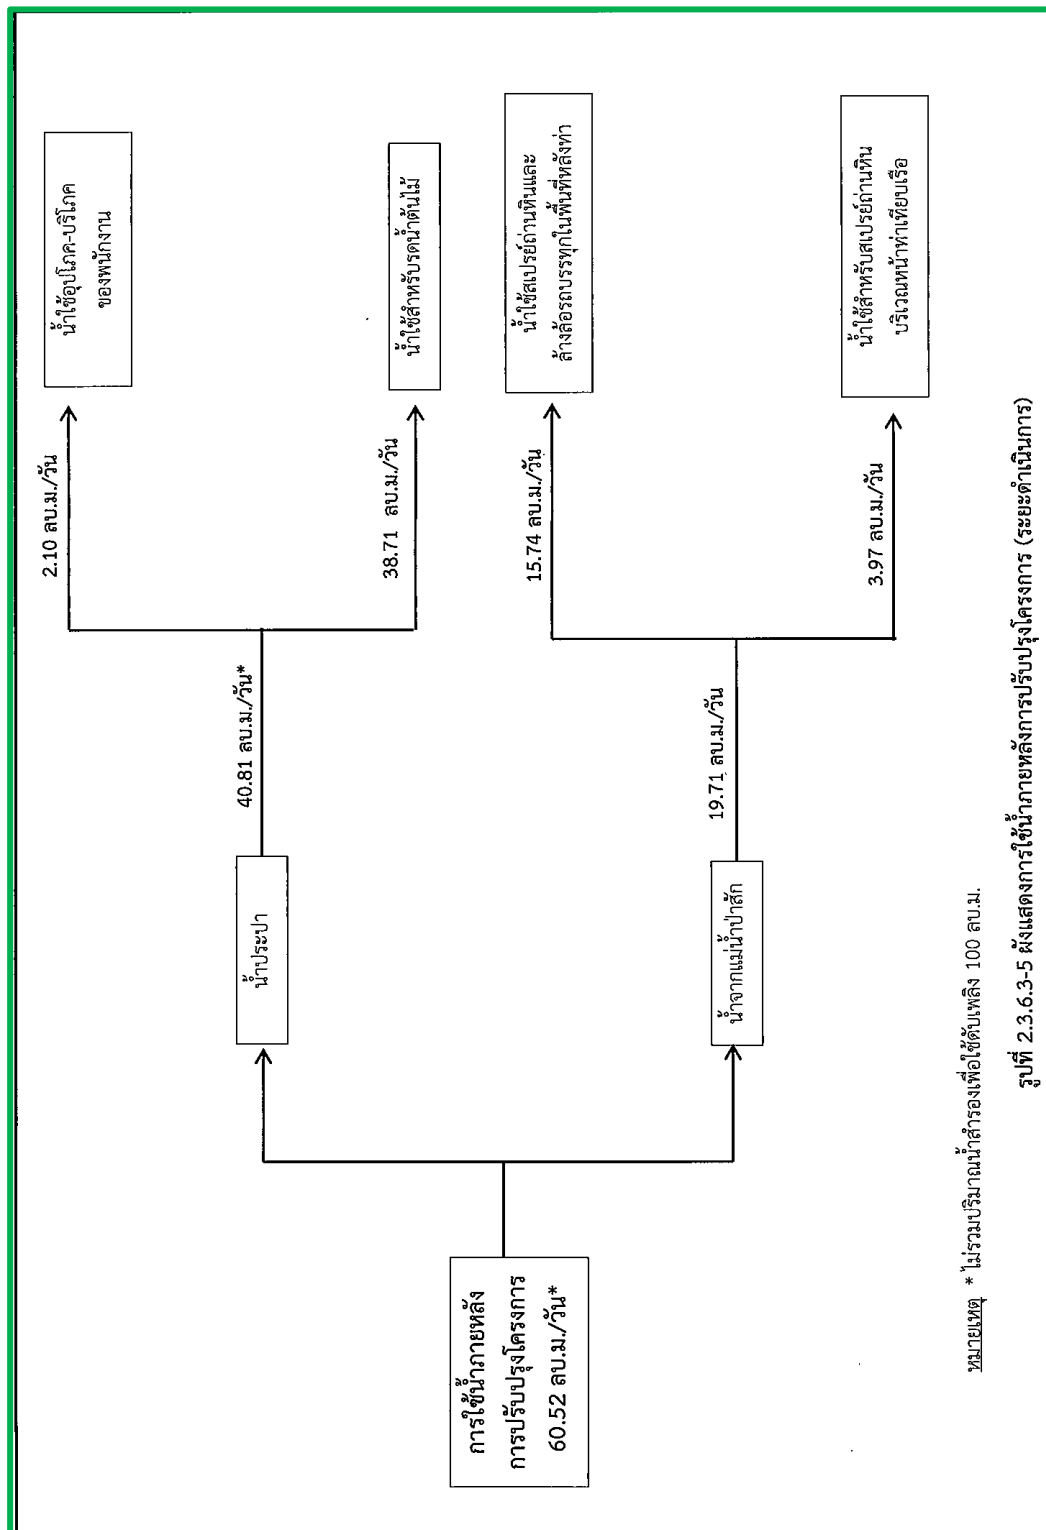 การใช้น้ำภายหลัง
การปรับปรุงโครงการ
60.52 ลบ.ม./วัน*
น้ำประปา
40.81 ลบ.ม./วัน*
2.10 ลบ.ม./วัน
น้ำใช้อุปโภค-บริโภค
ของพนักงาน
38.71 ลบ.ม./วัน
น้ำใช้สำหรับรดน้ำต้นไม้
น้ำจากแม่น้ำป่าสัก
19.71 ลบ.ม./วัน
15.74 ลบ.ม./วัน
น้ำใช้สเปรย์ถ่านหินและ
ล้างล้อรถบรรทุกในพื้นที่หลังท่า
3.97 ลบ.ม./วัน
น้ำใช้สำหรับสเปรย์ถ่านหิน
บริเวณหน้าท่าเทียบเรือ
หมายเหตุ * ไม่รวมปริมาณน้ำสำรองเพื่อใช้ดับเพลิง 100 ลบ.ม.
รูปที่ 2.3.6.3-5 ผังแสดงการใช้น้ำภายหลังการปรับปรุงโครงการ (ระยะดำเนินการ)